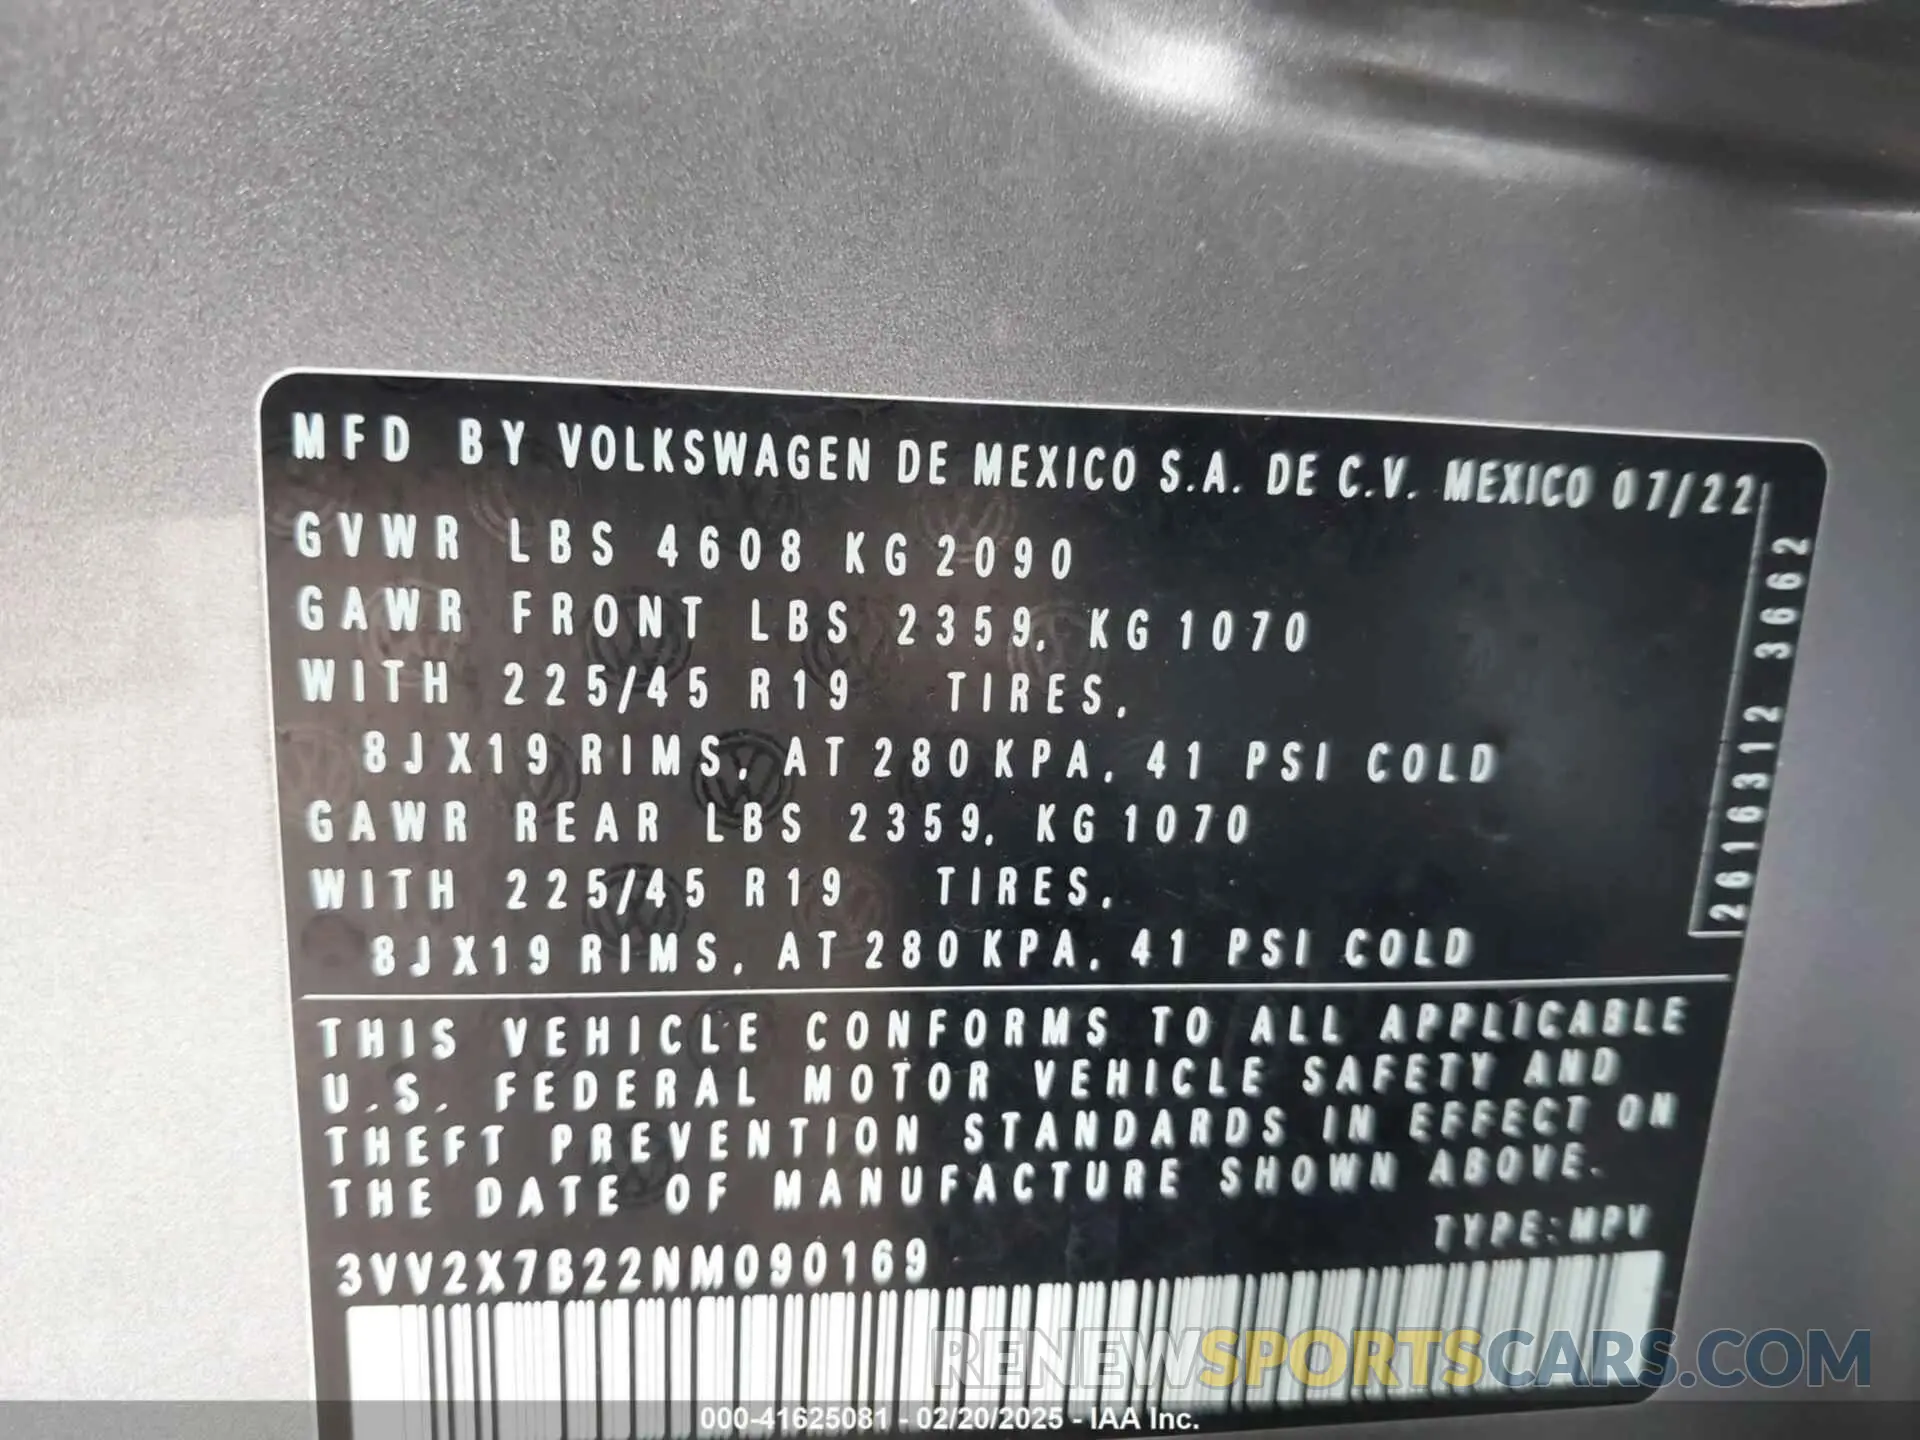 MFD BY VOLKSWAGEN DE MEXICO S.A. DE C.V. MEXICO 07/22
GVWR LBS 4608 KG 2090
GAWR FRONT LBS 2359, KG 1070
WITH 225/45 R19 TIRES,
8JX19 RIMS, AT 280 KPA, 41 PSI COLD
GAWR REAR LBS 2359, KG 1070
WITH 225/45 R19 TIRES,
8JX19 RIMS, AT 280 KPA, 41 PSI COLD
2616312 3662
THIS VEHICLE CONFORMS TO ALL APPLICABLE
U.S. FEDERAL MOTOR VEHICLE SAFETY AND
THEFT PREVENTION STANDARDS IN EFFECT ON
THE DATE OF MANUFACTURE SHOWN ABOVE.
TYPE: MPV
3VV2X7B22NM090169
RENEWSPORTSCARS.COM
000-41625081 - 02/20/2025 - IAA Inc.